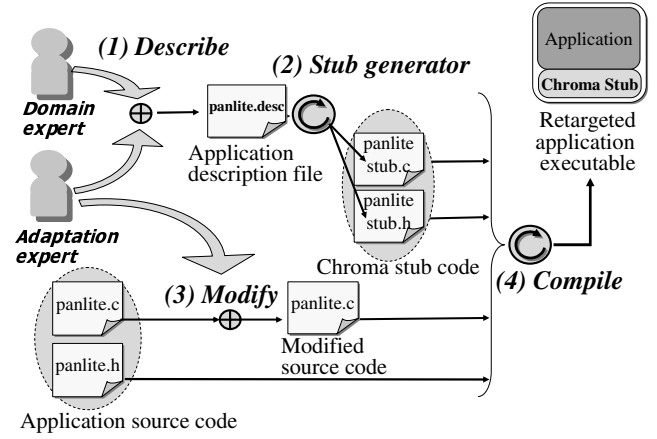 (1) Describe
Domain
expert
panlite.desc
Application
description file
(2) Stub generator
Application
Chroma Stub
Retargeted
application
executable
panlite
stub.c
panlite
stub.h
Chroma stub code
Adaptation
expert
(3) Modify
(4) Compile
panlite.c
panlite.c
Modified
source code
panlite.h
Application source code